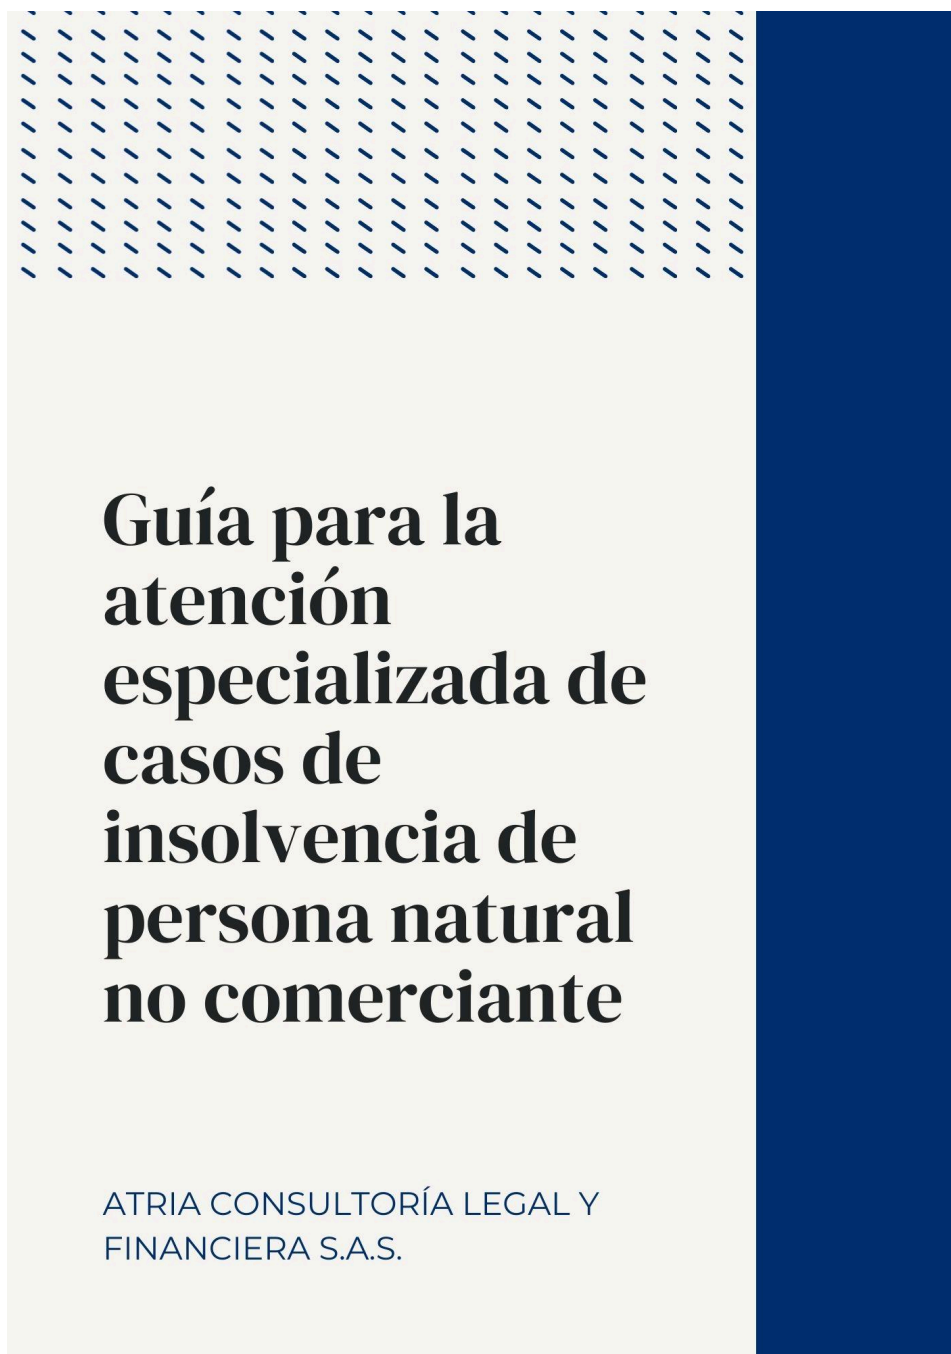 Guía para la
atención
especializada de
casos de
insolvencia de
persona natural
no comerciante
ATRIA CONSULTORÍA LEGAL Y
FINANCIERA S.A.S.